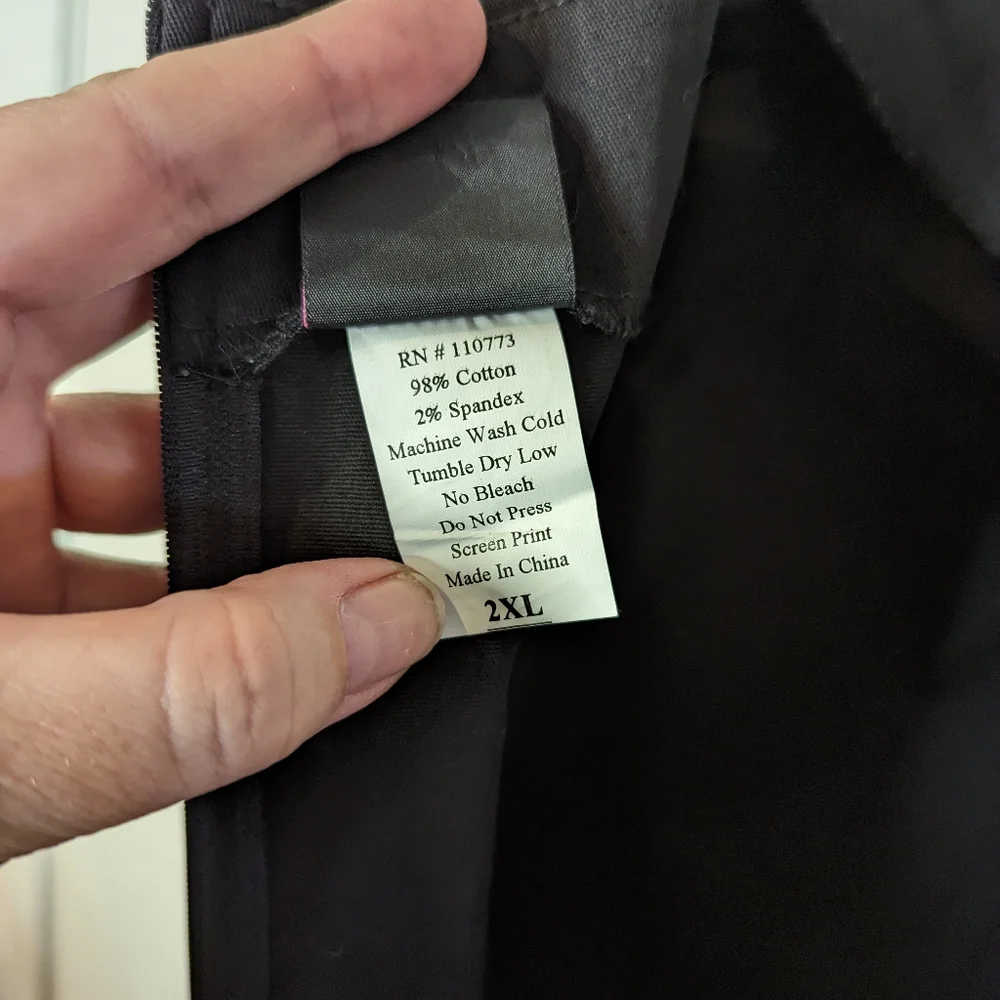 RN # 110773
98% Cotton
2% Spandex
Machine Wash Cold
Tumble Dry Low
No Bleach
Do Not Press
Screen Print
Made In China
2XL